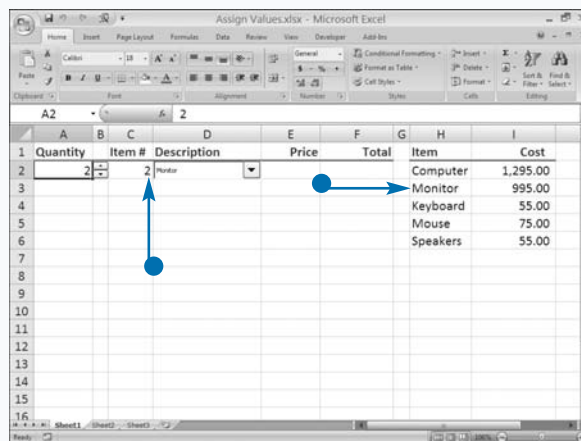 Assign Values.xlsx - Microsoft Excel
Home Insert Page Layout Formulas Data Review View Developer Add-Ins
Calibri 18 A A General Conditional Formatting Insert
Paste B I U A $ % , Format as Table Delete Sort & Find &
Cell Styles Format Filter Select
Clipboard Font Alignment Number Styles Cells Editing
A2 fx 2
A B C D E F G H I
1 Quantity Item # Description Price Total Item Cost
2 2 2 Monitor Computer 1,295.00
3 Monitor 995.00
4 Keyboard 55.00
5 Mouse 75.00
6 Speakers 55.00
7
8
9
10
11
12
13
14
15
16
Sheet1 Sheet2 Sheet3
Ready 100%